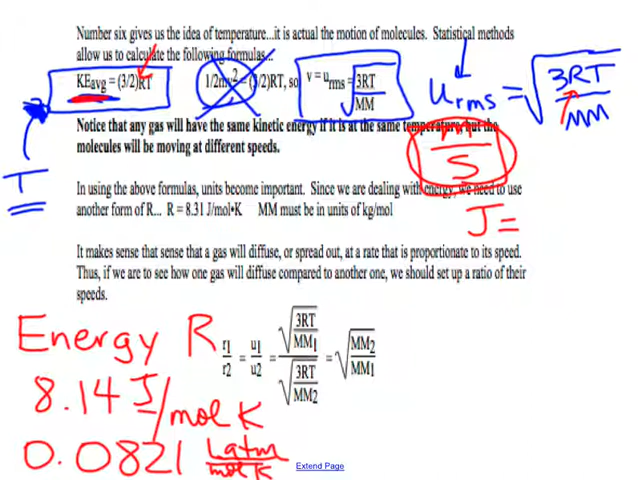 Number six gives us the idea of temperature...it is actual the motion of molecules. Statistical methods
allow us to calculate the following formulas...
KEavg = (3/2)RT 1/2mv² = (3/2)RT, so v = urms = √(3RT/MM)
urms = √(3RT/MM)
Notice that any gas will have the same kinetic energy if it is at the same temperature, but the
molecules will be moving at different speeds.
m/s
T
In using the above formulas, units become important. Since we are dealing with energy, we need to use
another form of R... R = 8.31 J/mol•K MM must be in units of kg/mol
J =
It makes sense that sense that a gas will diffuse, or spread out, at a rate that is proportionate to its speed.
Thus, if we are to see how one gas will diffuse compared to another one, we should set up a ratio of their
speeds.
Energy R
r1/r2 = u1/u2 = √(3RT/MM1) / √(3RT/MM2) = √(MM2/MM1)
8.14 J/mol K
0.0821 Latm/mol K
Extend Page